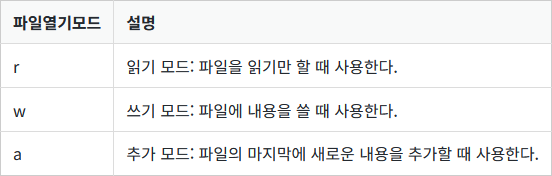 파일열기모드 설명
r 읽기 모드: 파일을 읽기만 할 때 사용한다.
w 쓰기 모드: 파일에 내용을 쓸 때 사용한다.
a 추가 모드: 파일의 마지막에 새로운 내용을 추가할 때 사용한다.